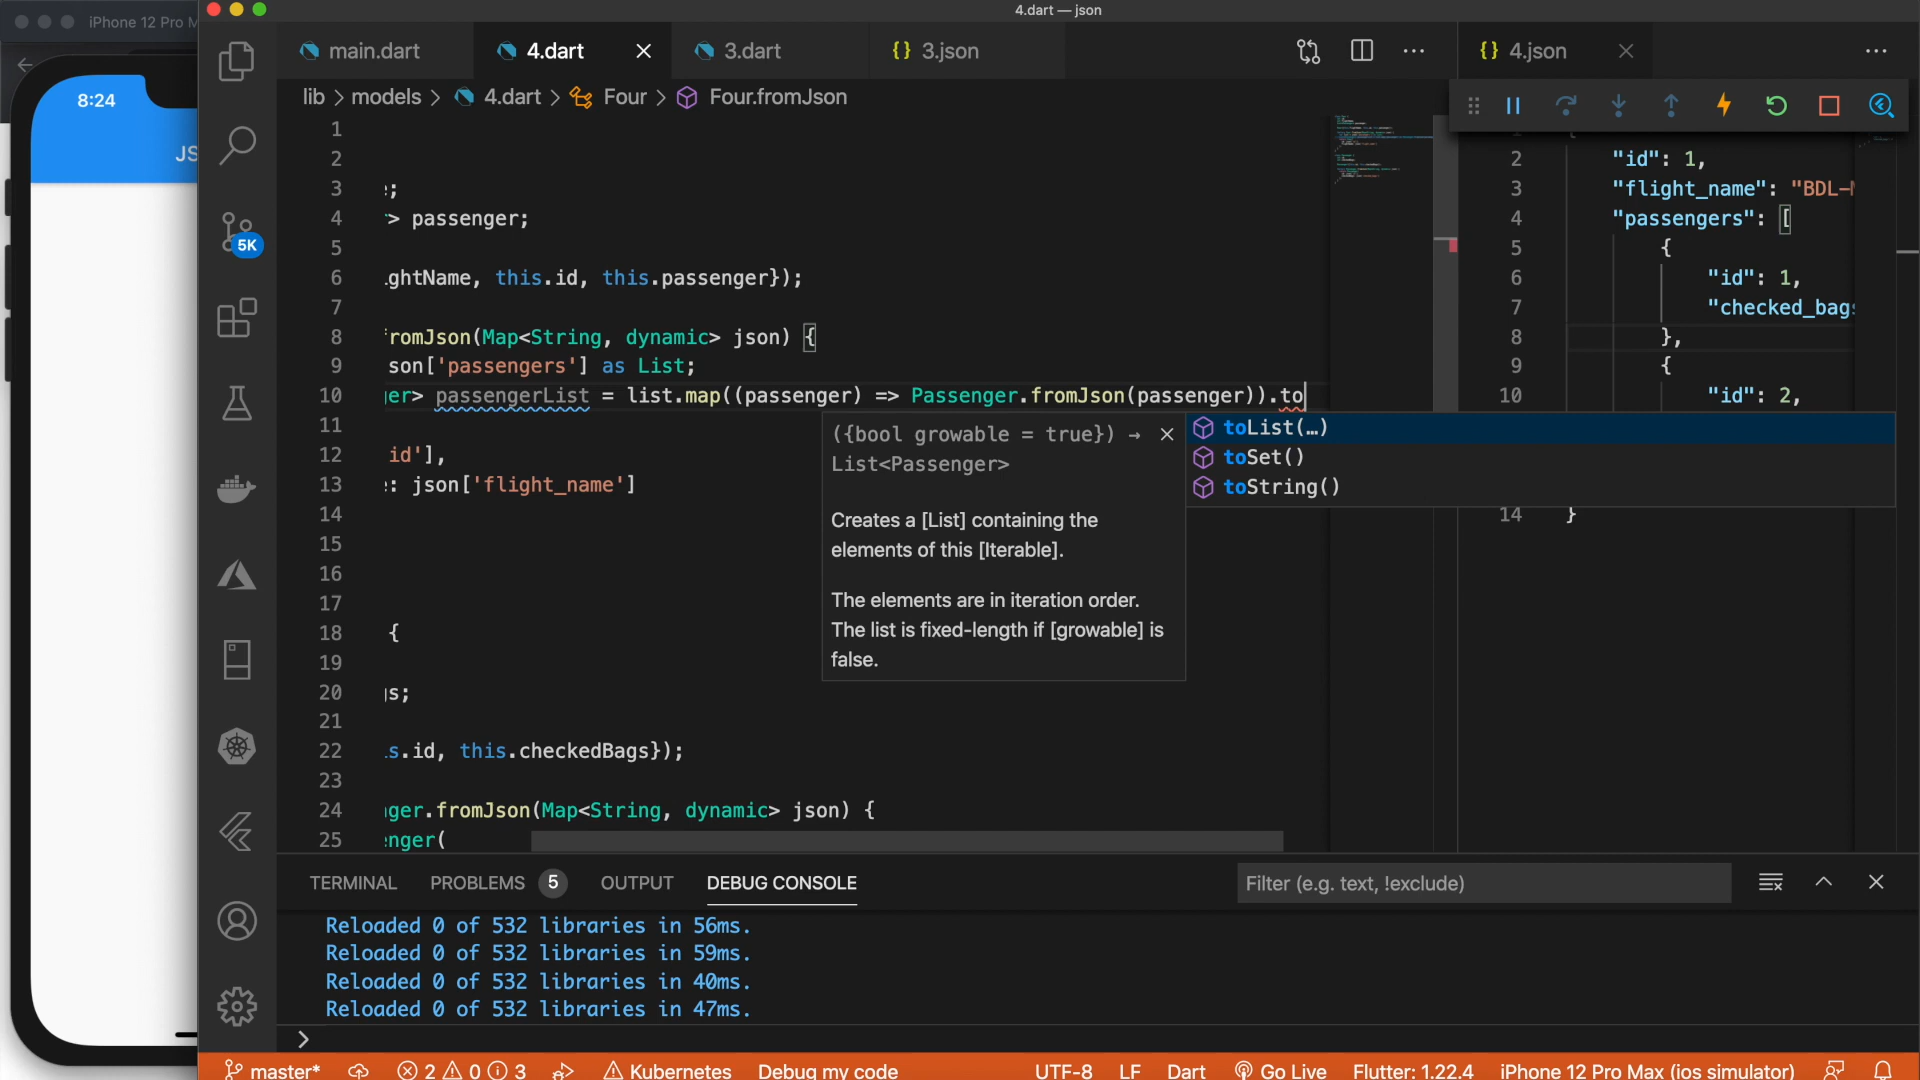 iPhone 12 Pro M
4.dart — json
8:24
JS
5K
main.dart
4.dart
3.dart
3.json
4.json
lib > models > 4.dart > Four > Four.fromJson
1
2
3 ;
4 > passenger;
5
6 ghtName, this.id, this.passenger});
7
8 romJson(Map<String, dynamic> json) {
9 son['passengers'] as List;
10 er> passengerList = list.map((passenger) => Passenger.fromJson(passenger)).to
11
12 id'],
13 : json['flight_name']
14
15
16
17
18 {
19
20 gs;
21
22 s.id, this.checkedBags});
23
24 ger.fromJson(Map<String, dynamic> json) {
25 enger(
({bool growable = true}) →
List<Passenger>
Creates a [List] containing the
elements of this [Iterable].
The elements are in iteration order.
The list is fixed-length if [growable] is
false.
toList(…)
toSet()
toString()
2 "id": 1,
3 "flight_name": "BDL-
4 "passengers": [
5 {
6 "id": 1,
7 "checked_bags
8 },
9 {
10 "id": 2,
14 }
TERMINAL
PROBLEMS 5
OUTPUT
DEBUG CONSOLE
Filter (e.g. text, !exclude)
Reloaded 0 of 532 libraries in 56ms.
Reloaded 0 of 532 libraries in 59ms.
Reloaded 0 of 532 libraries in 40ms.
Reloaded 0 of 532 libraries in 47ms.
>
master*
2 0 3
Kubernetes
Debug my code
UTF-8
LF
Dart
Go Live
Flutter: 1.22.4
iPhone 12 Pro Max (ios simulator)